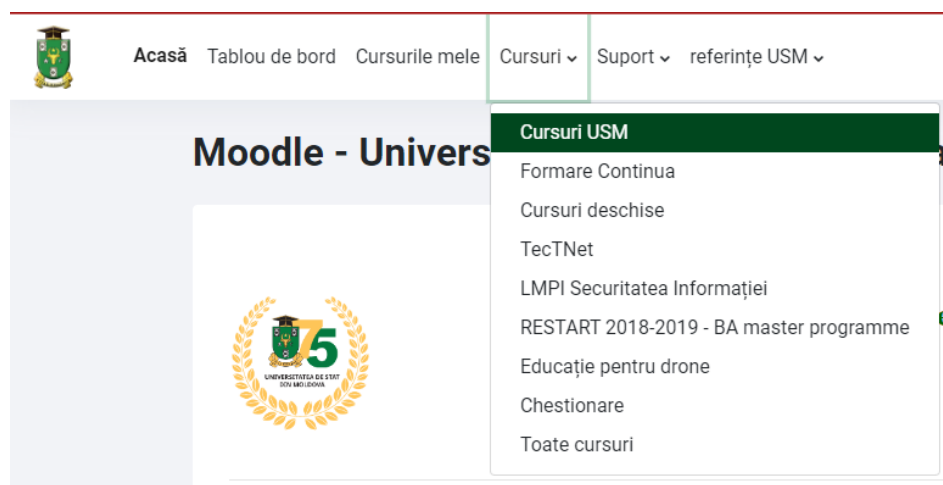 Acasă Tablou de bord Cursurile mele Cursuri Suport referințe USM
Moodle - Univers
Cursuri USM
Formare Continua
Cursuri deschise
TecTNet
LMPI Securitatea Informației
RESTART 2018-2019 - BA master programme
Educație pentru drone
Chestionare
Toate cursuri
75
UNIVERSITATEA DE STAT
DIN MOLDOVA